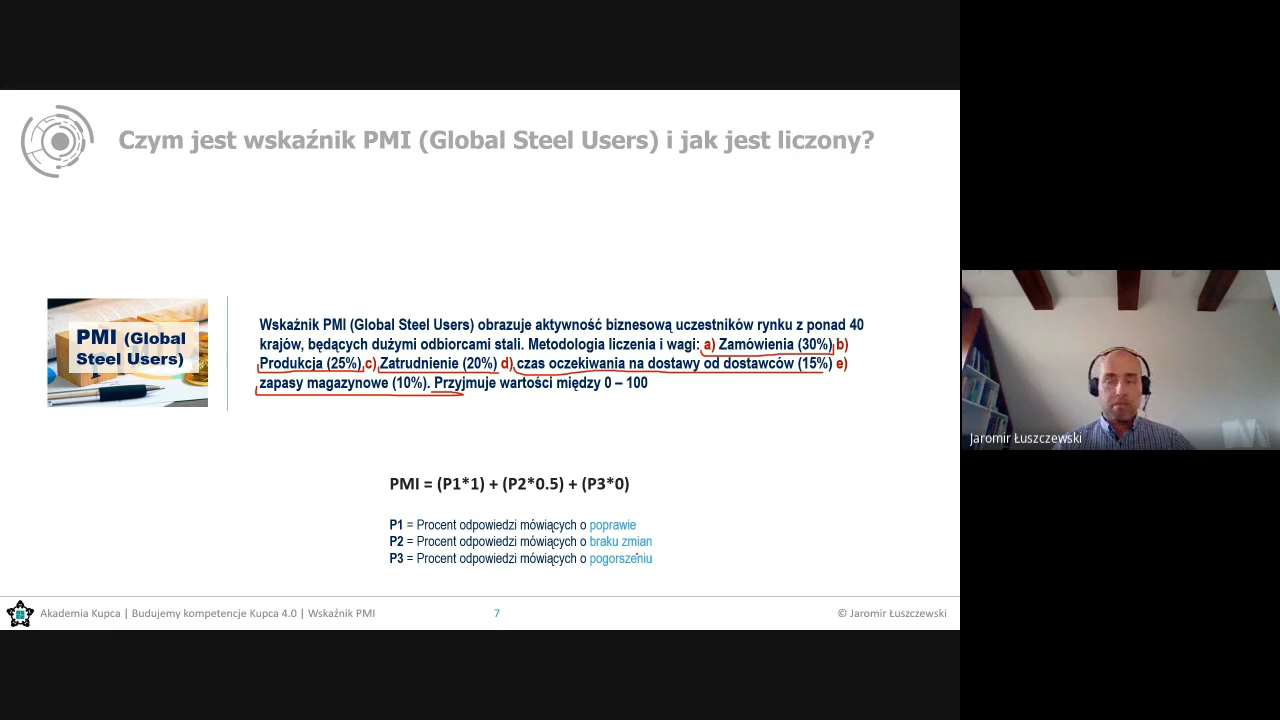 Czym jest wskaźnik PMI (Global Steel Users) i jak jest liczony?
PMI (Global
Steel Users)
Wskaźnik PMI (Global Steel Users) obrazuje aktywność biznesową uczestników rynku z ponad 40
krajów, będących dużymi odbiorcami stali. Metodologia liczenia i wagi: a) Zamówienia (30%) b)
Produkcja (25%) c) Zatrudnienie (20%) d) czas oczekiwania na dostawy od dostawców (15%) e)
zapasy magazynowe (10%). Przyjmuje wartości między 0 – 100
PMI = (P1*1) + (P2*0.5) + (P3*0)
P1 = Procent odpowiedzi mówiących o poprawie
P2 = Procent odpowiedzi mówiących o braku zmian
P3 = Procent odpowiedzi mówiących o pogorszeniu
Akademia Kupca | Budujemy kompetencje Kupca 4.0 | Wskaźnik PMI
7
© Jaromir Łuszczewski
Jaromir Łuszczewski